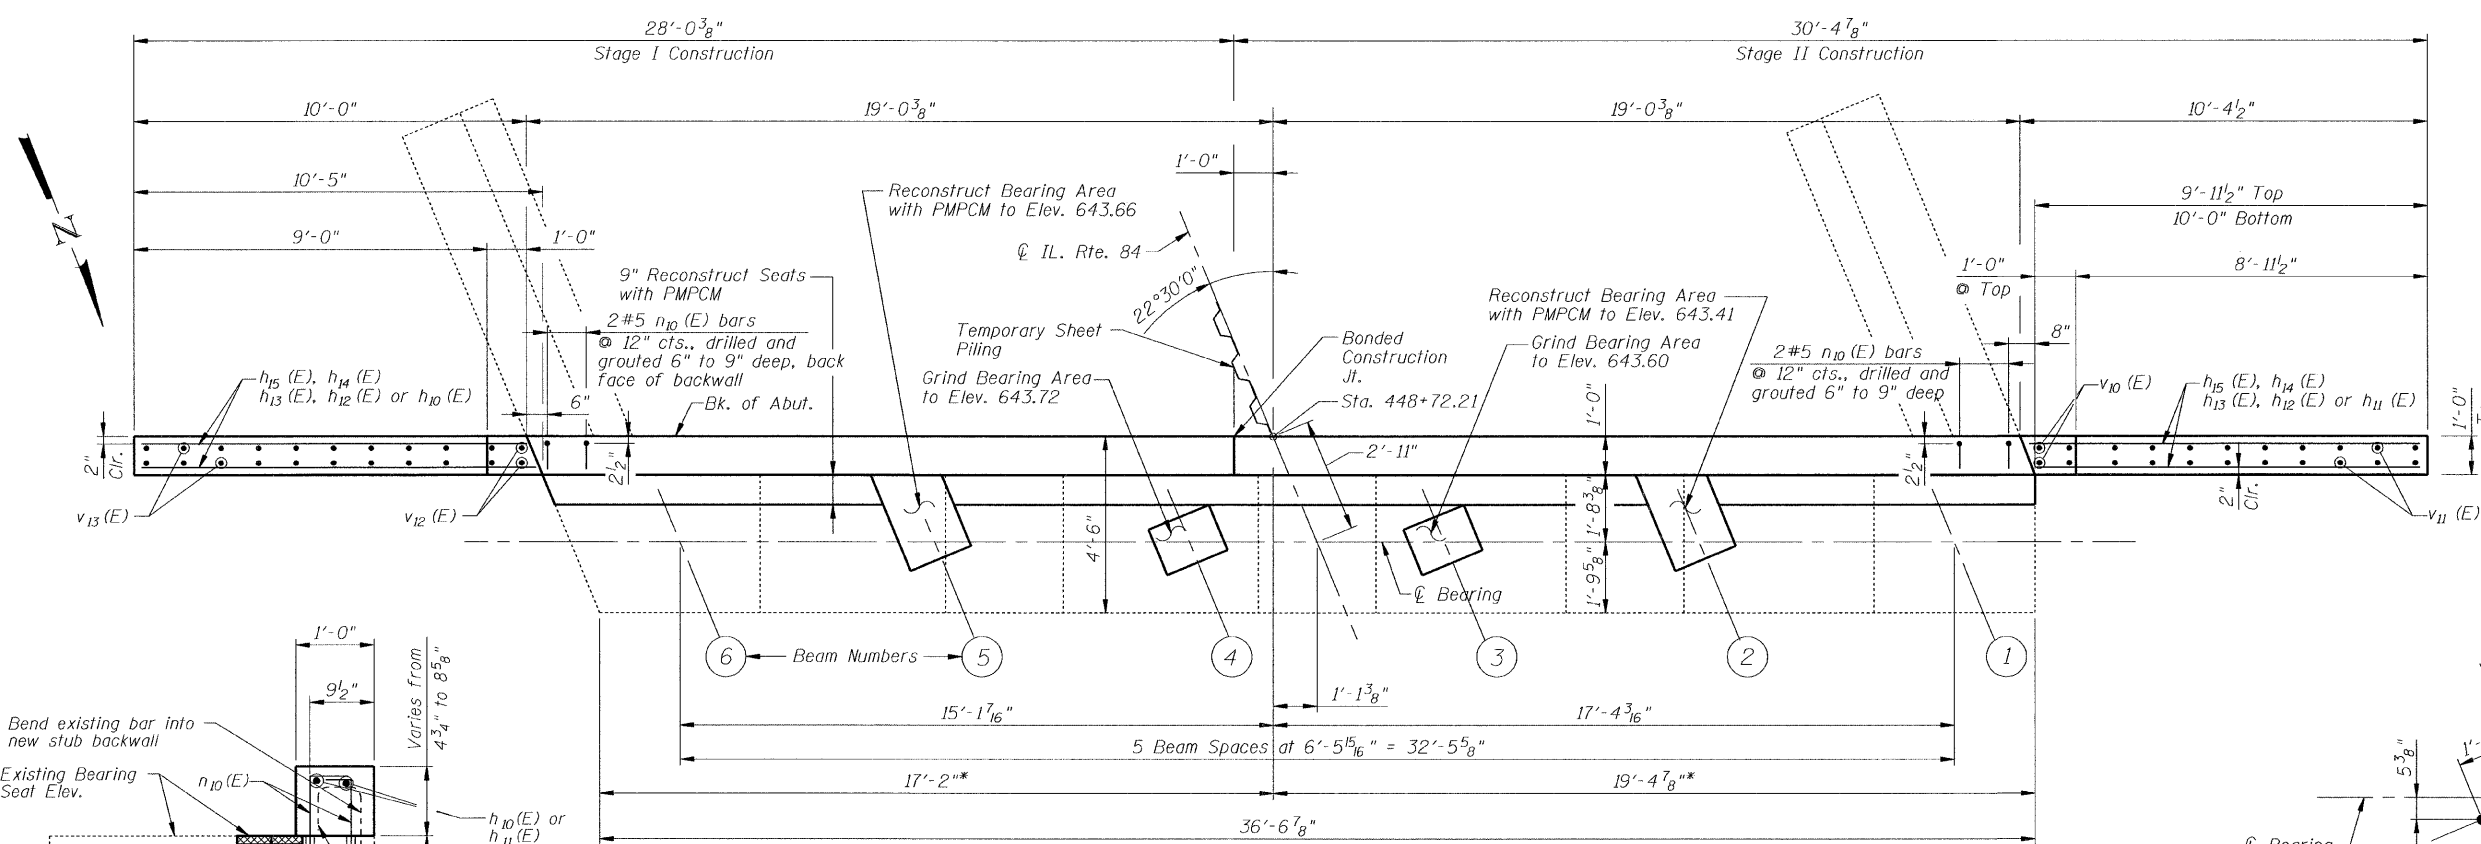 28'-0 3/8"
Stage I Construction
30'-4 7/8"
Stage II Construction
10'-0"
19'-0 3/8"
19'-0 3/8"
10'-4 1/2"
1'-0"
10'-5"
9'-11 1/2" Top
10'-0" Bottom
N
9'-0"
1'-0"
Reconstruct Bearing Area
with PMPCM to Elev. 643.66
℄ IL. Rte. 84
22°30'0"
1'-0"
@ Top
8'-11 1/2"
9" Reconstruct Seats
with PMPCM
2#5 n10 (E) bars
@ 12" cts., drilled and
grouted 6" to 9" deep, back
face of backwall
Temporary Sheet
Piling
Grind Bearing Area
to Elev. 643.72
Reconstruct Bearing Area
with PMPCM to Elev. 643.41
Grind Bearing Area
to Elev. 643.60
Bonded
Construction
Jt.
Sta. 448+72.21
2#5 n10 (E) bars
@ 12" cts., drilled and
grouted 6" to 9" deep
8"
v10 (E)
h15 (E), h14 (E)
h13 (E), h12 (E) or h10 (E)
h15 (E), h14 (E)
h13 (E), h12 (E) or h11 (E)
6"
Bk. of Abut.
1'-0"
1'-0"
2'-11"
2"
Clr.
2 1/2"
2 1/2"
2"
Clr.
v13 (E)
v12 (E)
v11 (E)
4'-6"
1'-8 3/8"
1'-9 5/8"
℄ Bearing
6
Beam Numbers
5
4
3
2
1
1'-1 3/8"
15'-1 7/16"
17'-4 3/16"
5 Beam Spaces at 6'-5 15/16" = 32'-5 5/8"
17'-2"*
19'-4 7/8"*
36'-6 7/8"
1'-0"
9 1/2"
Varies from
4 3/4" to 8 5/8"
Bend existing bar into
new stub backwall
Existing Bearing
Seat Elev.
n10 (E)
h10 (E) or
h11 (E)
5 3/8"
1'-
℄ Bearing